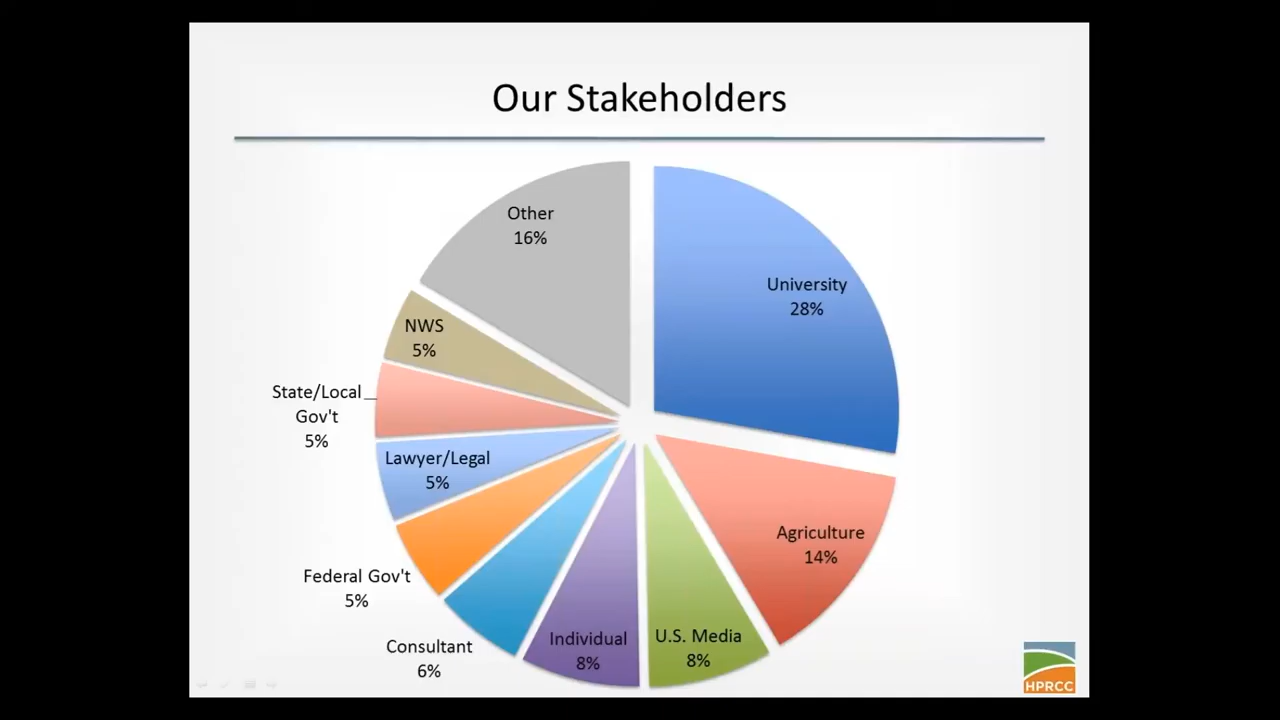 Our Stakeholders
Other
16%
University
28%
NWS
5%
State/Local
Gov't
5%
Lawyer/Legal
5%
Agriculture
14%
Federal Gov't
5%
Consultant
6%
Individual
8%
U.S. Media
8%
HPRCC